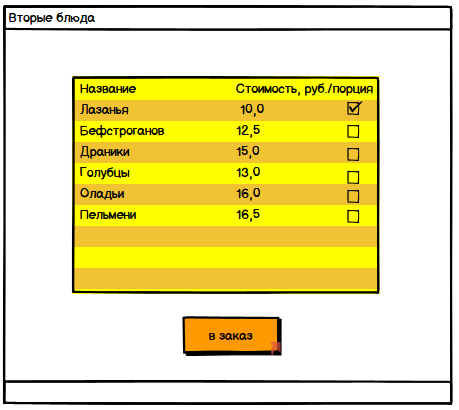 Вторые блюда
Название Стоимость, руб./порция
Лазанья 10,0
Бефстроганов 12,5
Драники 15,0
Голубцы 13,0
Оладьи 16,0
Пельмени 16,5
в заказ